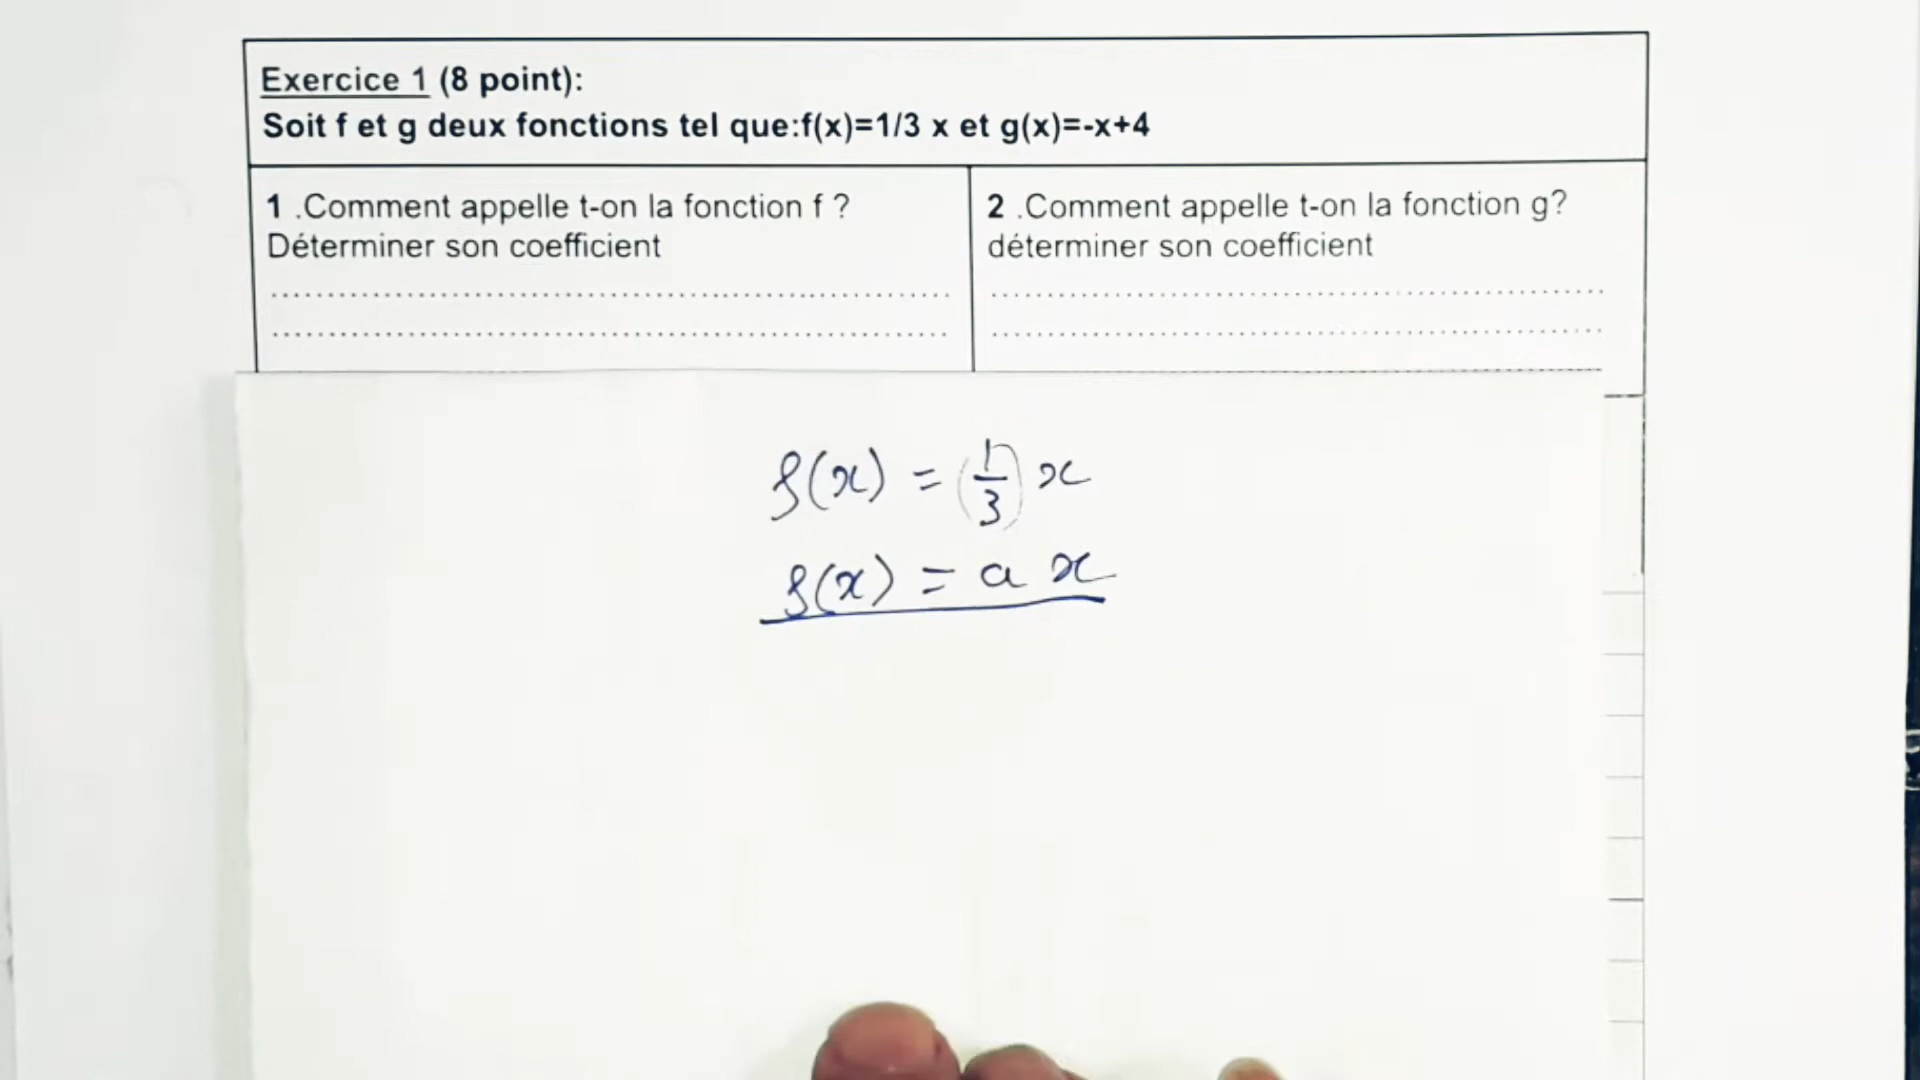 Exercice 1 (8 point):
Soit f et g deux fonctions tel que:f(x)=1/3 x et g(x)=-x+4
1 .Comment appelle t-on la fonction f ?
Déterminer son coefficient
2 .Comment appelle t-on la fonction g?
déterminer son coefficient
f(x) = (1/3) x
f(x) = a x